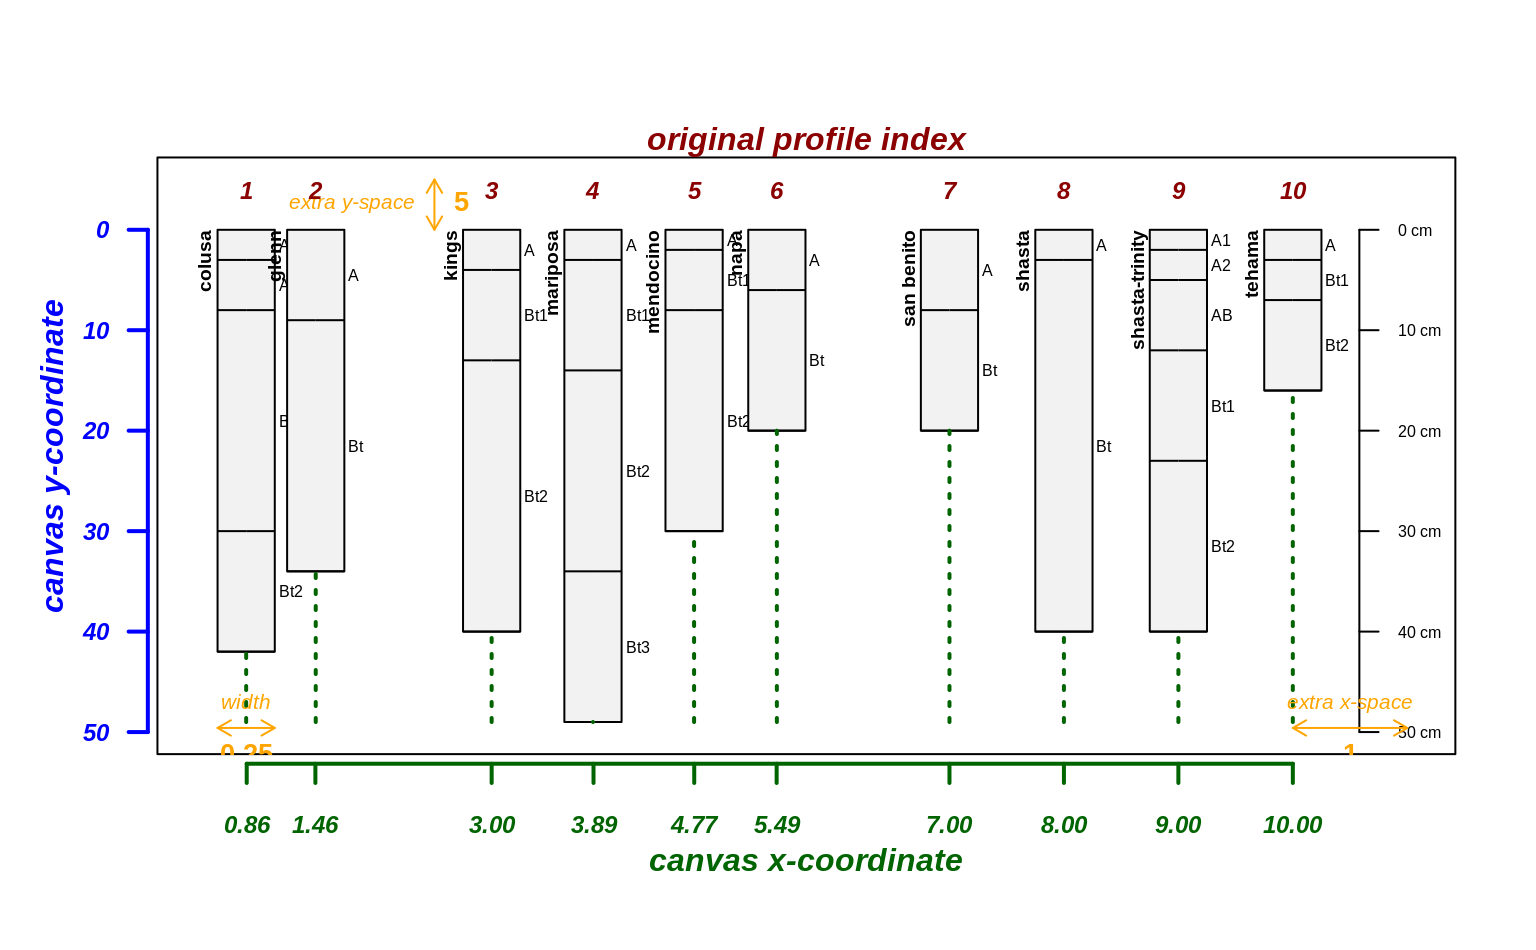 original profile index
1 2 3 4 5 6 7 8 9 10
extra y-space 5
canvas y-coordinate
0
10
20
30
40
50
colusa
A
Bt2
glenn
A
Bt
kings
A
Bt1
Bt2
mariposa
A
Bt1
Bt2
Bt3
mendocino
A
Bt1
Bt2
napa
A
Bt
san benito
A
Bt
shasta
A
Bt
shasta-trinity
A1
A2
AB
Bt1
Bt2
tehama
A
Bt1
Bt2
0 cm
10 cm
20 cm
30 cm
40 cm
50 cm
width
0.25
extra x-space
1
0.86 1.46 3.00 3.89 4.77 5.49 7.00 8.00 9.00 10.00
canvas x-coordinate